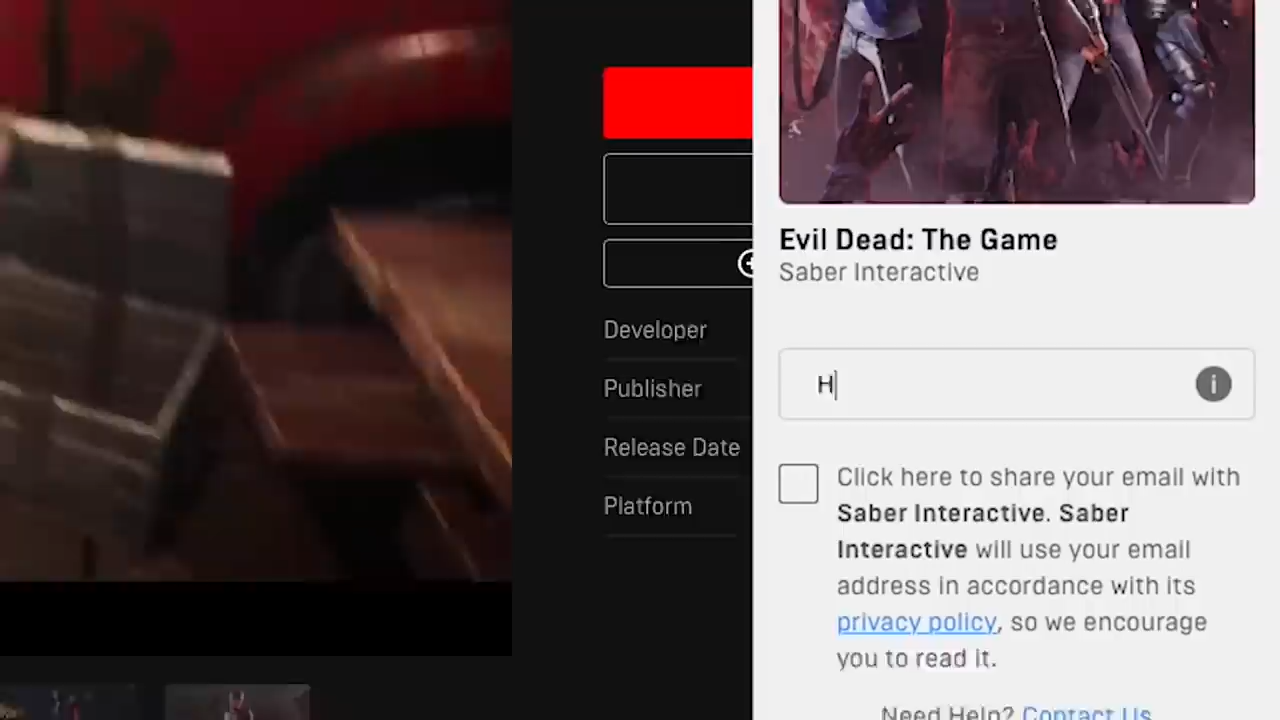 Developer
Publisher
Release Date
Platform
Evil Dead: The Game
Saber Interactive
H
Click here to share your email with
Saber Interactive. Saber
Interactive will use your email
address in accordance with its
privacy policy, so we encourage
you to read it.
Need Help? Contact Us